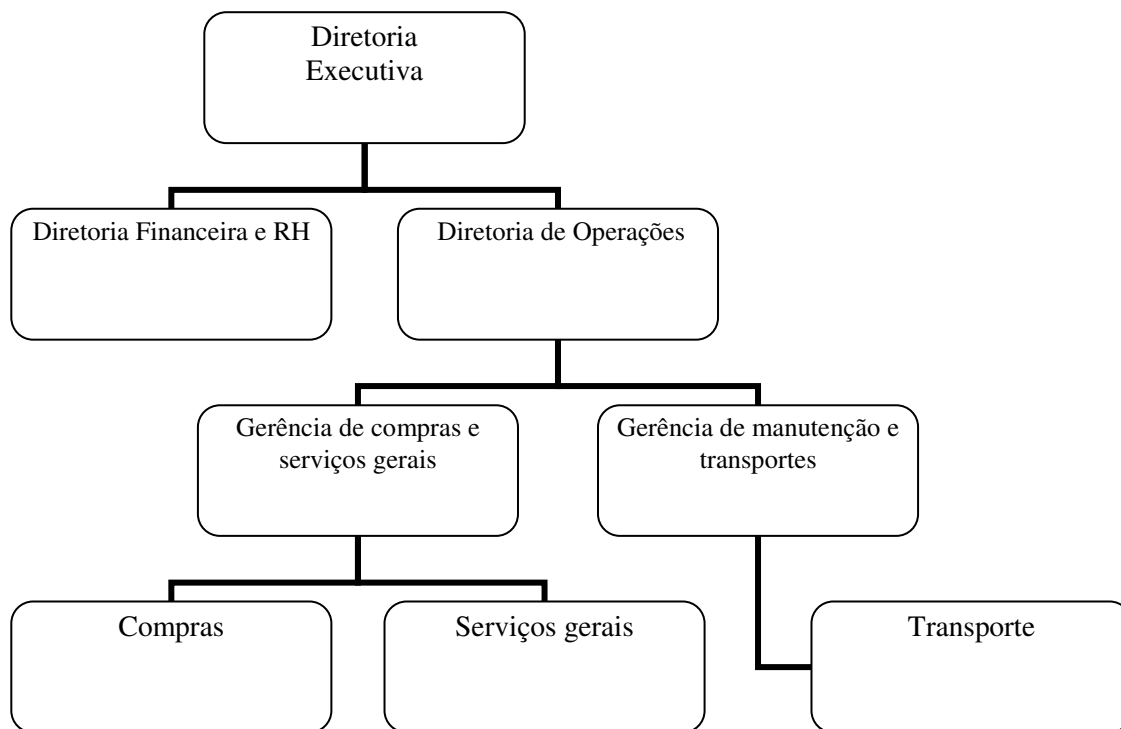 Diretoria
Executiva
Diretoria Financeira e RH
Diretoria de Operações
Gerência de compras e
serviços gerais
Gerência de manutenção e
transportes
Compras
Serviços gerais
Transporte